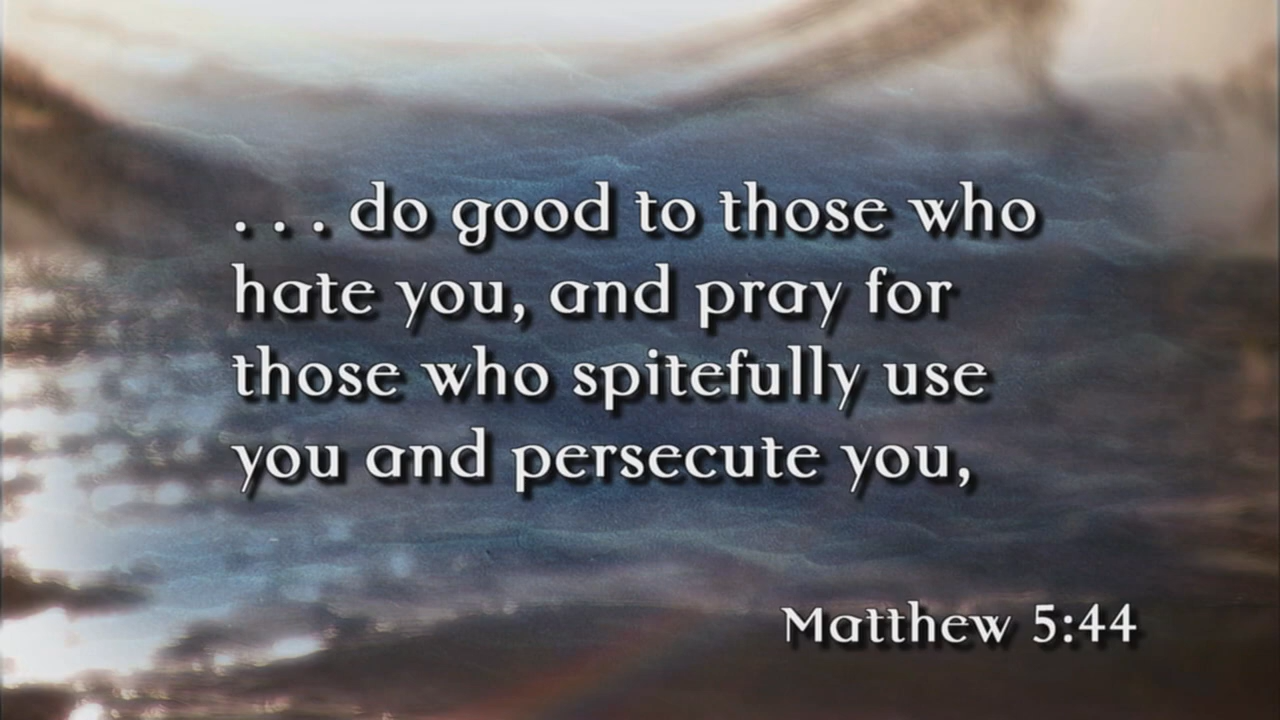 . . . do good to those who
hate you, and pray for
those who spitefully use
you and persecute you,
Matthew 5:44